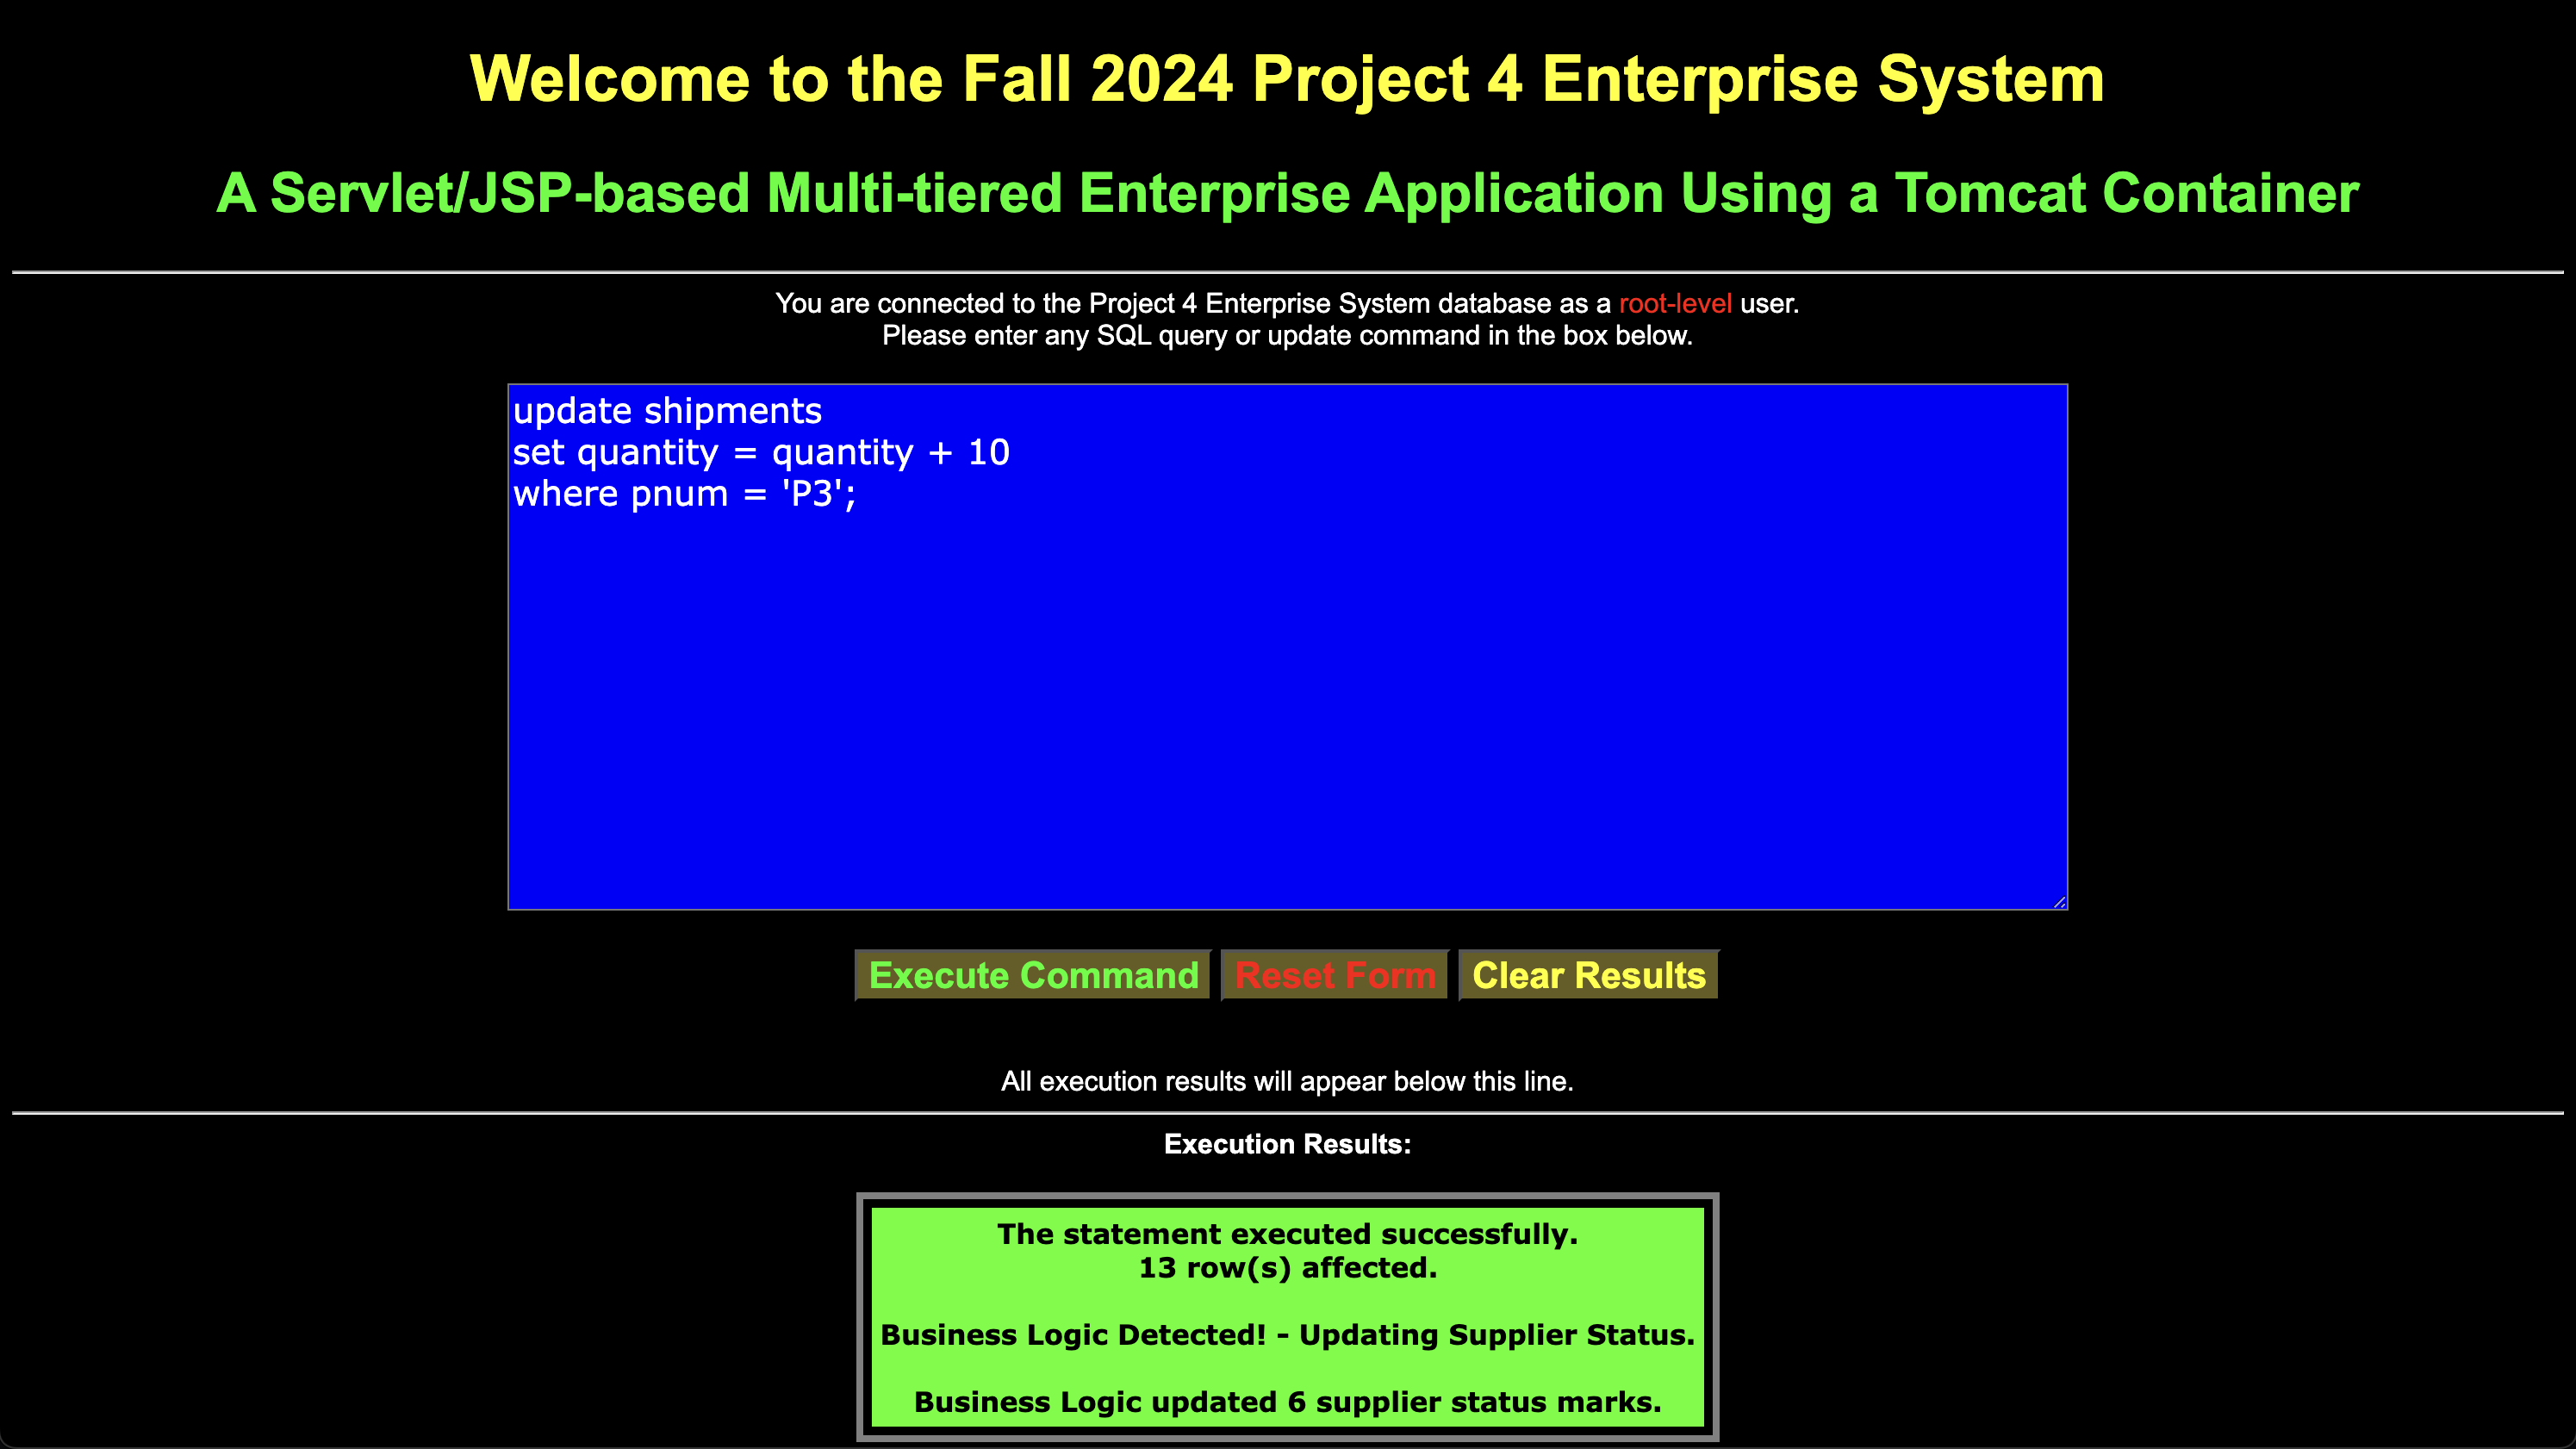 Welcome to the Fall 2024 Project 4 Enterprise System
A Servlet/JSP-based Multi-tiered Enterprise Application Using a Tomcat Container
You are connected to the Project 4 Enterprise System database as a root-level user.
Please enter any SQL query or update command in the box below.
update shipments
set quantity = quantity + 10
where pnum = 'P3';
Execute Command Reset Form Clear Results
All execution results will appear below this line.
Execution Results:
The statement executed successfully.
13 row(s) affected.
Business Logic Detected! - Updating Supplier Status.
Business Logic updated 6 supplier status marks.